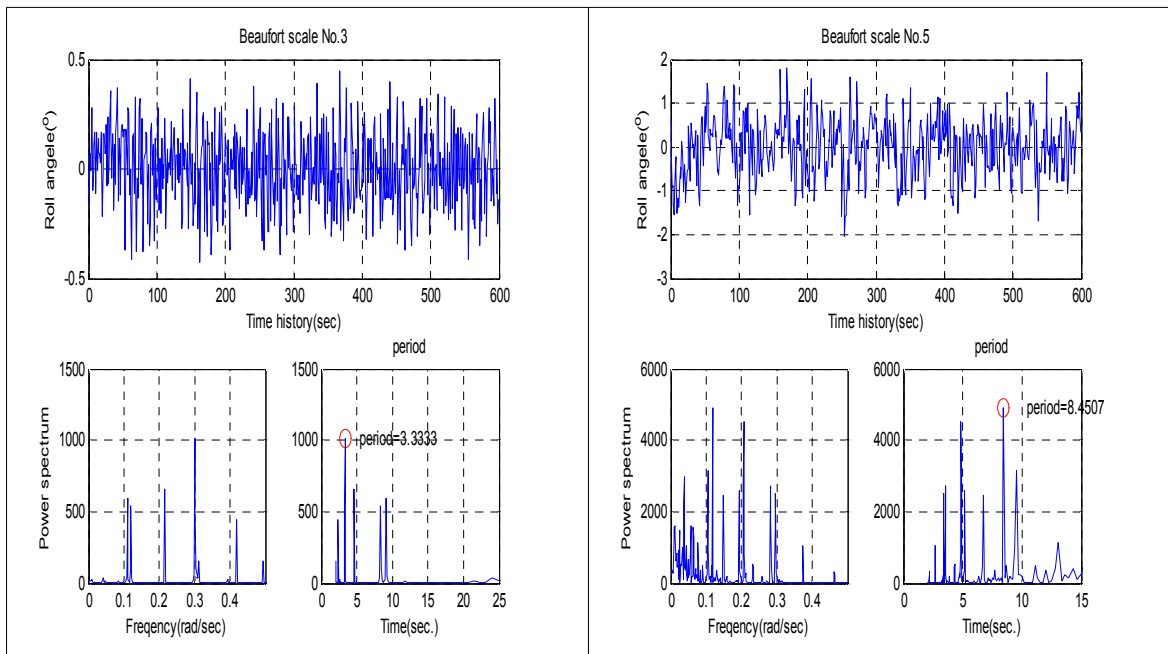 Beaufort scale No.3
0.5
0
-0.5
Roll angele(O)
0 100 200 300 400 500 600
Time history(sec)
1500
1000
500
0
Power spectrum
0 0.1 0.2 0.3 0.4
Freqency(rad/sec)
period
1500
1000
500
0
period=3.3333
0 5 10 15 20 25
Time(sec.)
Beaufort scale No.5
2
1
0
-1
-2
-3
Roll angele(O)
0 100 200 300 400 500 600
Time history(sec)
6000
4000
2000
0
Power spectrum
0 0.1 0.2 0.3 0.4
Freqency(rad/sec)
period
6000
4000
2000
0
period=8.4507
0 5 10 15
Time(sec.)